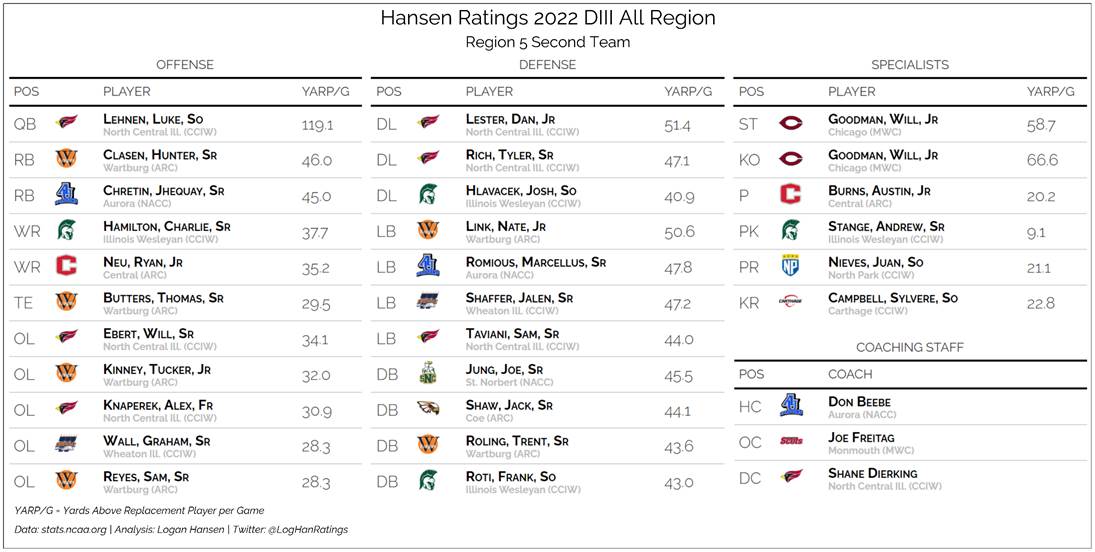 Hansen Ratings 2022 DIII All Region
Region 5 Second Team
OFFENSE
POS PLAYER YARP/G
QB LEHNEN, LUKE, SO 119.1
North Central Ill. (CCIW)
RB CLASEN, HUNTER, SR 46.0
Wartburg (ARC)
RB CHRETIN, JHEQUAY, SR 45.0
Aurora (NACC)
WR HAMILTON, CHARLIE, SR 37.7
Illinois Wesleyan (CCIW)
WR NEU, RYAN, JR 35.2
Central (ARC)
TE BUTTERS, THOMAS, SR 29.5
Wartburg (ARC)
OL EBERT, WILL, SR 34.1
North Central Ill. (CCIW)
OL KINNEY, TUCKER, JR 32.0
Wartburg (ARC)
OL KNAPEREK, ALEX, FR 30.9
North Central Ill. (CCIW)
OL WALL, GRAHAM, SR 28.3
Wheaton Ill. (CCIW)
OL REYES, SAM, SR 28.3
Wartburg (ARC)
DEFENSE
POS PLAYER YARP/G
DL LESTER, DAN, JR 51.4
North Central Ill. (CCIW)
DL RICH, TYLER, SR 47.1
North Central Ill. (CCIW)
DL HLAVACEK, JOSH, SO 40.9
Illinois Wesleyan (CCIW)
LB LINK, NATE, JR 50.6
Wartburg (ARC)
LB ROMIOUS, MARCELLUS, SR 47.8
Aurora (NACC)
LB SHAFFER, JALEN, SR 47.2
Wheaton Ill. (CCIW)
LB TAVIANI, SAM, SR 44.0
North Central Ill. (CCIW)
DB JUNG, JOE, SR 45.5
St. Norbert (NACC)
DB SHAW, JACK, SR 44.1
Coe (ARC)
DB ROLING, TRENT, SR 43.6
Wartburg (ARC)
DB ROTI, FRANK, SO 43.0
Illinois Wesleyan (CCIW)
SPECIALISTS
POS PLAYER YARP/G
ST GOODMAN, WILL, JR 58.7
Chicago (MWC)
KO GOODMAN, WILL, JR 66.6
Chicago (MWC)
P BURNS, AUSTIN, JR 20.2
Central (ARC)
PK STANGE, ANDREW, SR 9.1
Illinois Wesleyan (CCIW)
PR NIEVES, JUAN, SO 21.1
North Park (CCIW)
KR CAMPBELL, SYLVERE, SO 22.8
Carthage (CCIW)
COACHING STAFF
POS COACH
HC DON BEEBE
Aurora (NACC)
OC JOE FREITAG
Monmouth (MWC)
DC SHANE DIERKING
North Central Ill. (CCIW)
YARP/G = Yards Above Replacement Player per Game
Data: stats.ncaa.org | Analysis: Logan Hansen | Twitter: @LogHanRatings